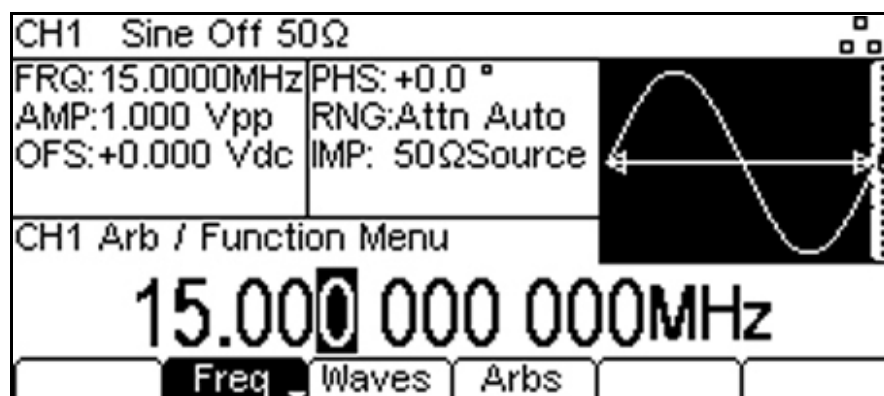 CH1 Sine Off 50Ω
FRQ:15.0000MHz PHS:+0.0 °
AMP:1.000 Vpp RNG:Attn Auto
OFS:+0.000 Vdc IMP: 50ΩSource
CH1 Arb / Function Menu
15.000 000 000MHz
Freq Waves Arbs